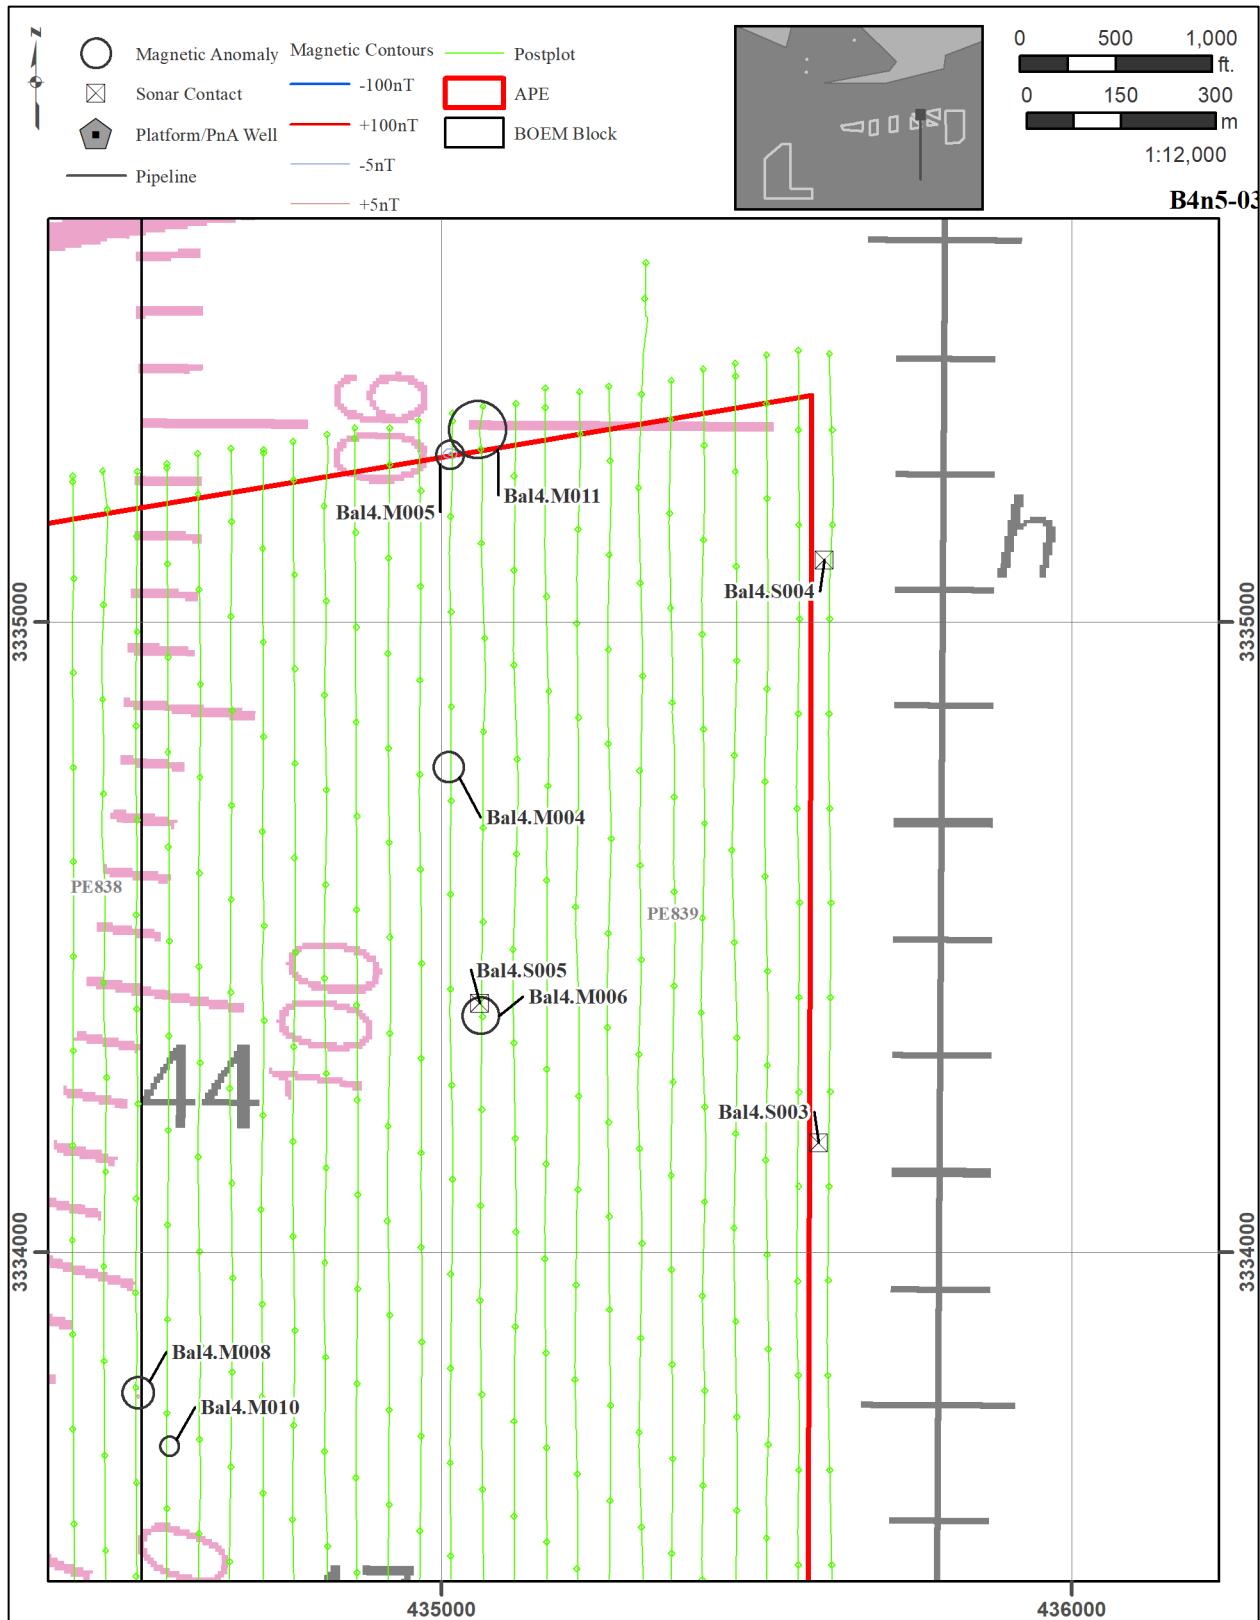 N
Magnetic Anomaly
Sonar Contact
Platform/PnA Well
Pipeline
Magnetic Contours
-100nT
+100nT
-5nT
+5nT
Postplot
APE
BOEM Block
0 500 1,000
ft.
0 150 300
m
1:12,000
B4n5-03
90
Bal4.M011
Bal4.M005
h
Bal4.S004
3335000
3335000
Bal4.M004
PE838
PE839
Bal4.S005
Bal4.M006
100
44
Bal4.S003
3334000
3334000
Bal4.M008
Bal4.M010
435000
436000